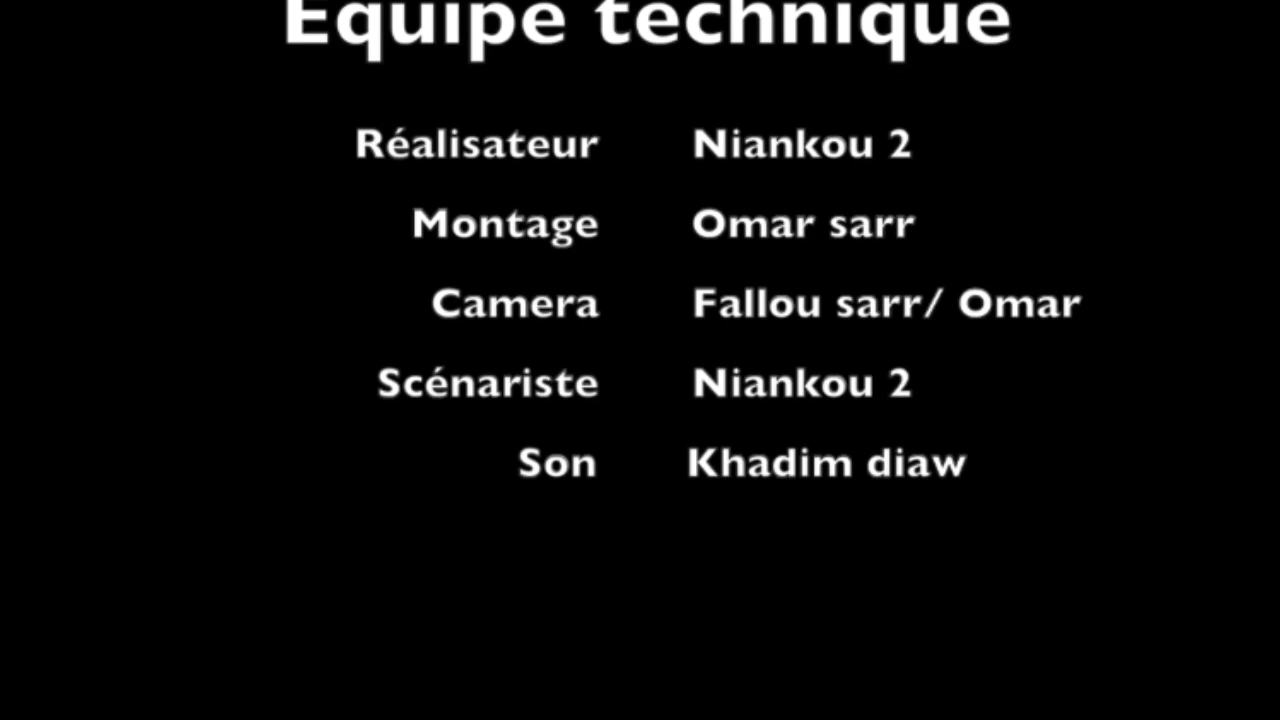 Equipe technique
Réalisateur Niankou 2
Montage Omar sarr
Camera Fallou sarr/ Omar
Scénariste Niankou 2
Son Khadim diaw